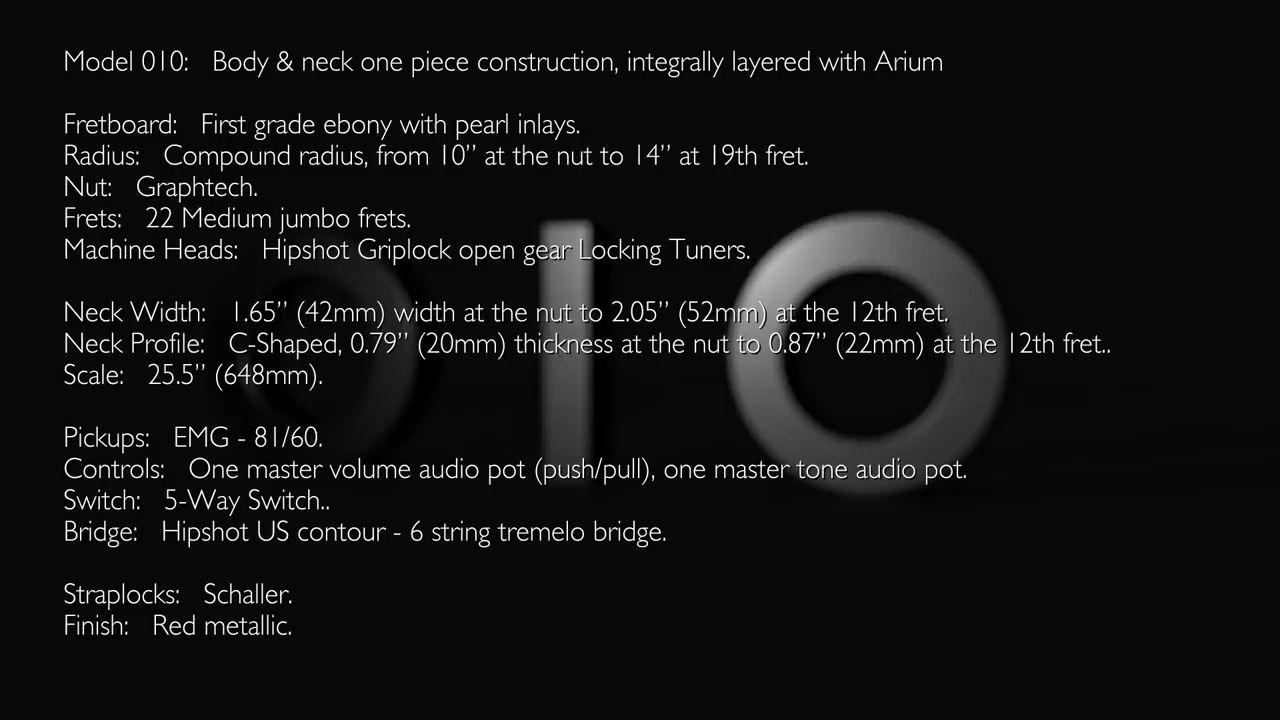 Model 010: Body & neck one piece construction, integrally layered with Arium
Fretboard: First grade ebony with pearl inlays.
Radius: Compound radius, from 10” at the nut to 14” at 19th fret.
Nut: Graphtech.
Frets: 22 Medium jumbo frets.
Machine Heads: Hipshot Griplock open gear Locking Tuners.
Neck Width: 1.65” (42mm) width at the nut to 2.05” (52mm) at the 12th fret.
Neck Profile: C-Shaped, 0.79” (20mm) thickness at the nut to 0.87” (22mm) at the 12th fret..
Scale: 25.5” (648mm).
Pickups: EMG - 81/60.
Controls: One master volume audio pot (push/pull), one master tone audio pot.
Switch: 5-Way Switch..
Bridge: Hipshot US contour - 6 string tremelo bridge.
Straplocks: Schaller.
Finish: Red metallic.
010